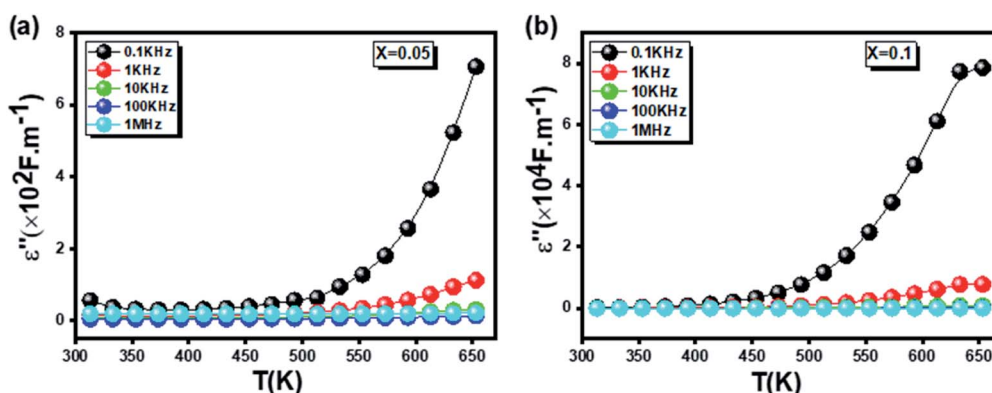 (a)
8
6
4
2
0
ε''(×10²F.m⁻¹)
0.1KHz
1KHz
10KHz
100KHz
1MHz
X=0.05
300 350 400 450 500 550 600 650
T(K)
(b)
8
6
4
2
0
ε''(×10⁴F.m⁻¹)
0.1KHz
1KHz
10KHz
100KHz
1MHz
X=0.1
300 350 400 450 500 550 600 650
T(K)